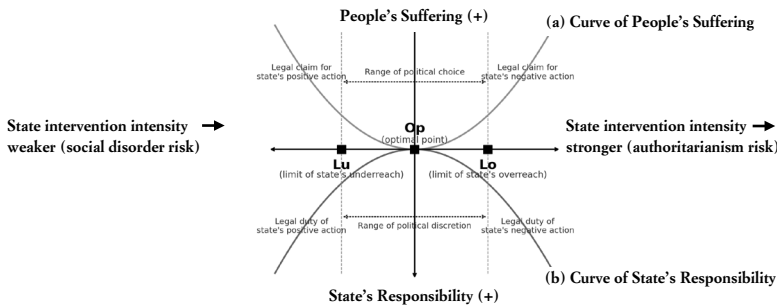 People’s Suffering (+)
(a) Curve of People’s Suffering
Legal claim for
state's positive action
Range of political choice
Legal claim for
state's negative action
State intervention intensity
weaker (social disorder risk)
Op
(optimal point)
State intervention intensity
stronger (authoritarianism risk)
Lu
(limit of state's underreach)
Lo
(limit of state's overreach)
Legal duty of
state's positive action
Range of political discretion
Legal duty of
state's negative action
(b) Curve of State’s Responsibility
State’s Responsibility (+)